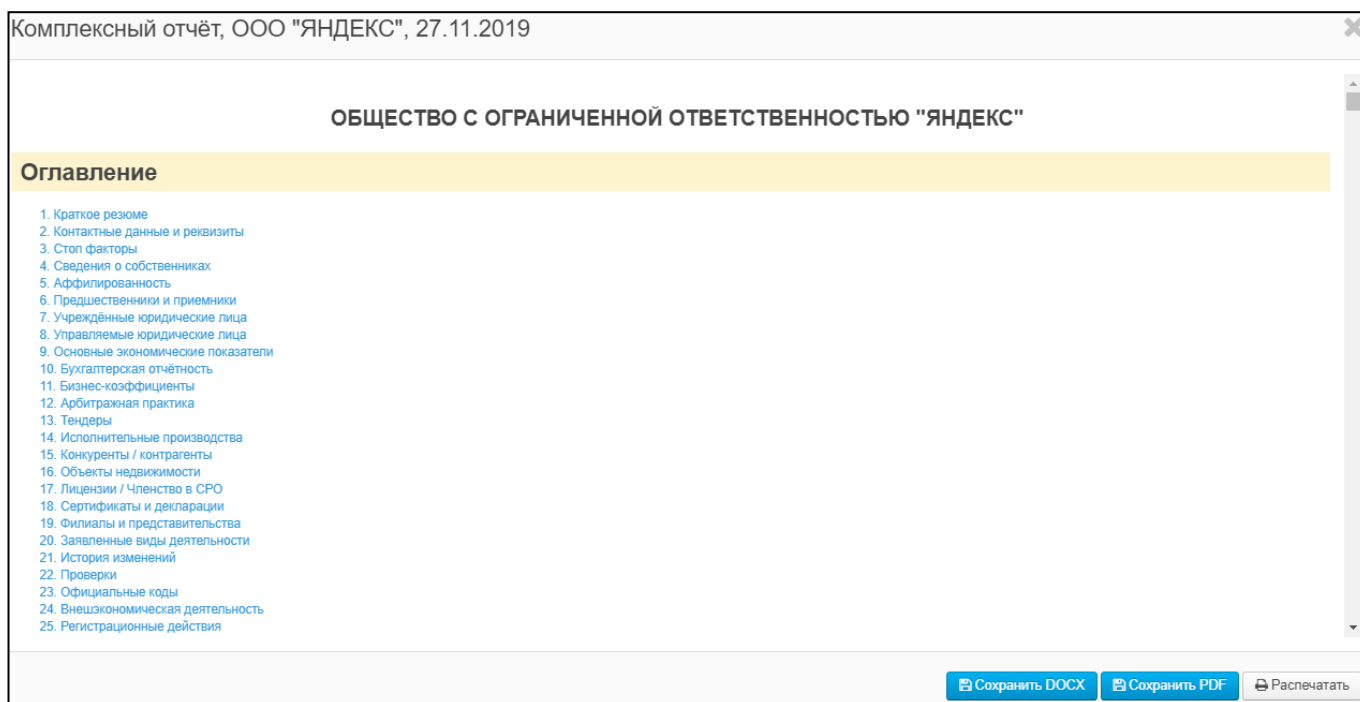 Комплексный отчёт, ООО "ЯНДЕКС", 27.11.2019
ОБЩЕСТВО С ОГРАНИЧЕННОЙ ОТВЕТСТВЕННОСТЬЮ "ЯНДЕКС"
Оглавление
1. Краткое резюме
2. Контактные данные и реквизиты
3. Стоп факторы
4. Сведения о собственниках
5. Аффилированность
6. Предшественники и приемники
7. Учреждённые юридические лица
8. Управляемые юридические лица
9. Основные экономические показатели
10. Бухгалтерская отчётность
11. Бизнес-коэффициенты
12. Арбитражная практика
13. Тендеры
14. Исполнительные производства
15. Конкуренты / контрагенты
16. Объекты недвижимости
17. Лицензии / Членство в СРО
18. Сертификаты и декларации
19. Филиалы и представительства
20. Заявленные виды деятельности
21. История изменений
22. Проверки
23. Официальные коды
24. Внешэкономическая деятельность
25. Регистрационные действия
Сохранить DOCX Сохранить PDF Распечатать